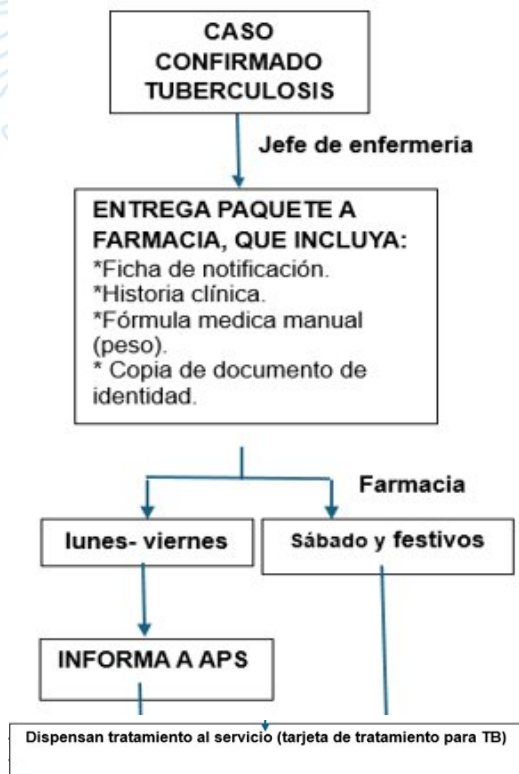 CASO
CONFIRMADO
TUBERCULOSIS
Jefe de enfermeria
ENTREGA PAQUETE A
FARMACIA, QUE INCLUYA:
*Ficha de notificación.
*Historia clínica.
*Fórmula medica manual
(peso).
* Copia de documento de
identidad.
Farmacia
lunes- viernes
Sábado y festivos
INFORMA A APS
Dispensan tratamiento al servicio (tarjeta de tratamiento para TB)